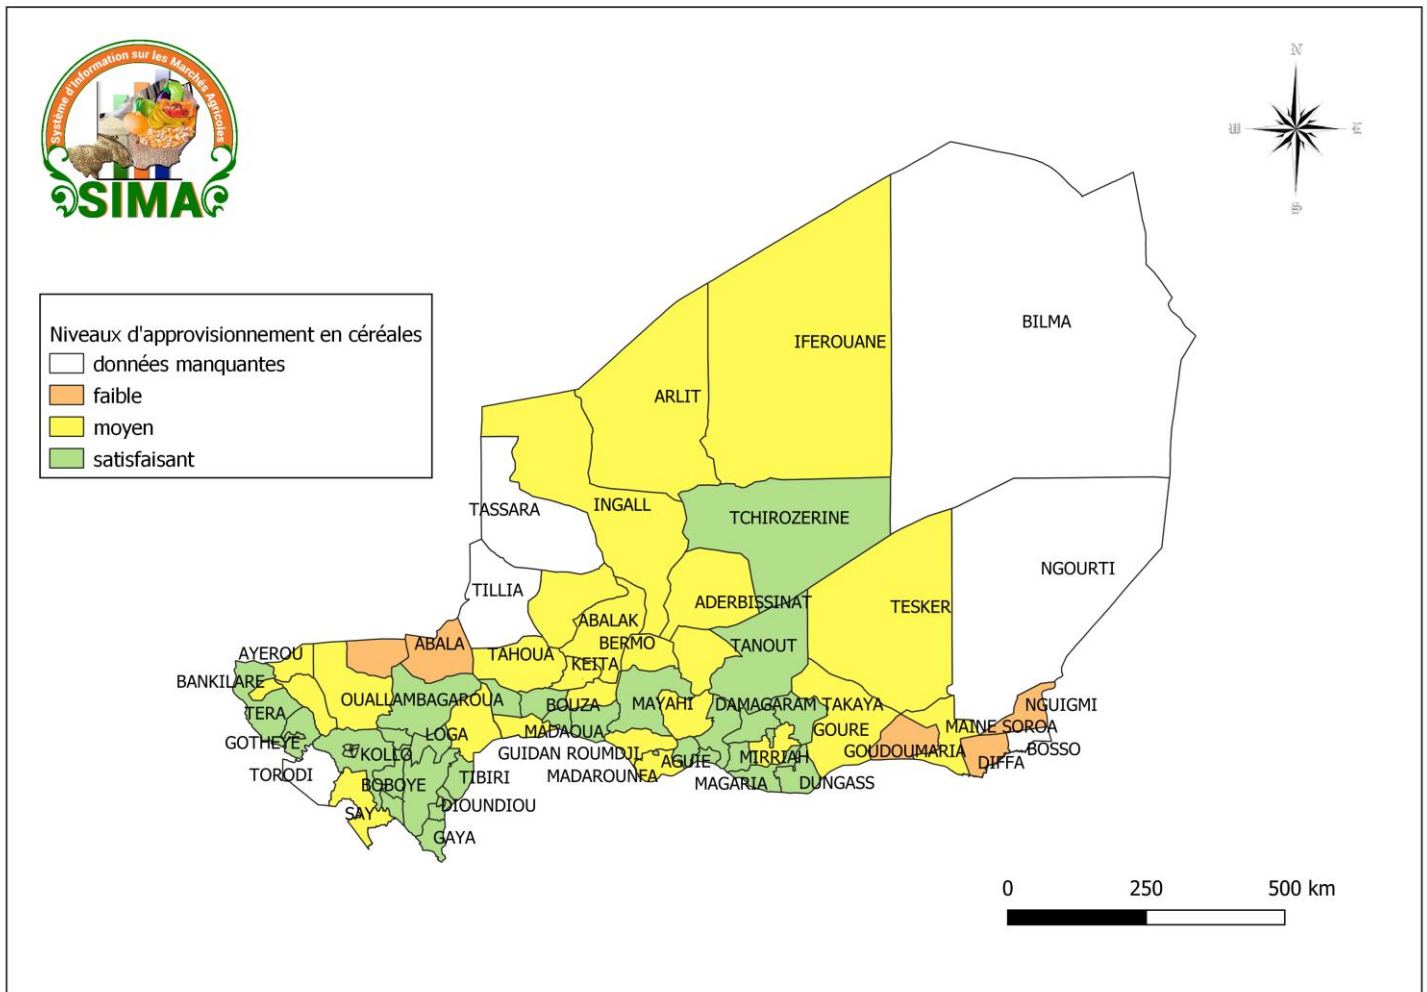 Système d'Information sur les Marchés Agricoles
SIMA
N
W
E
S
Niveaux d'approvisionnement en céréales
données manquantes
faible
moyen
satisfaisant
BILMA
IFEROUANE
ARLIT
TASSARA
INGALL
TCHIROZERINE
NGOURTI
TILLIA
ADERBISSINAT
TESKER
ABALAK
ABALA
BERMO
TANOUT
AYEROU
TAHOUA
KEITA
BANKILARE
OUALLAMBAGAROUA
BOUZA
MAYAHI
DAMAGARAM TAKAYA
NGUIGMI
TERA
LOGA
MADAOUA
GOURE
MAINE SOROA
GOTHEYE
KOLLO
GUIDAN ROUMDJI
MIRRIAH
GOUDOUMARIA
BOSSO
AGUIE
DIFFA
TORODI
TIBIRI
MADAROUNFA
MAGARIA
DUNGASS
BOBOYE
DIOUNDIOU
SAY
GAYA
0 250 500 km